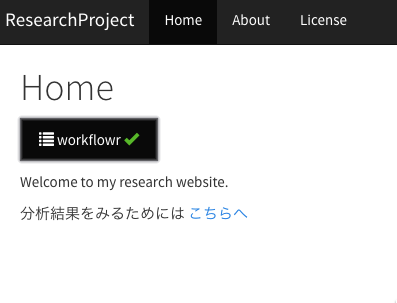 ResearchProject Home About License
Home
workflowr
Welcome to my research website.
分析結果をみるためには こちらへ